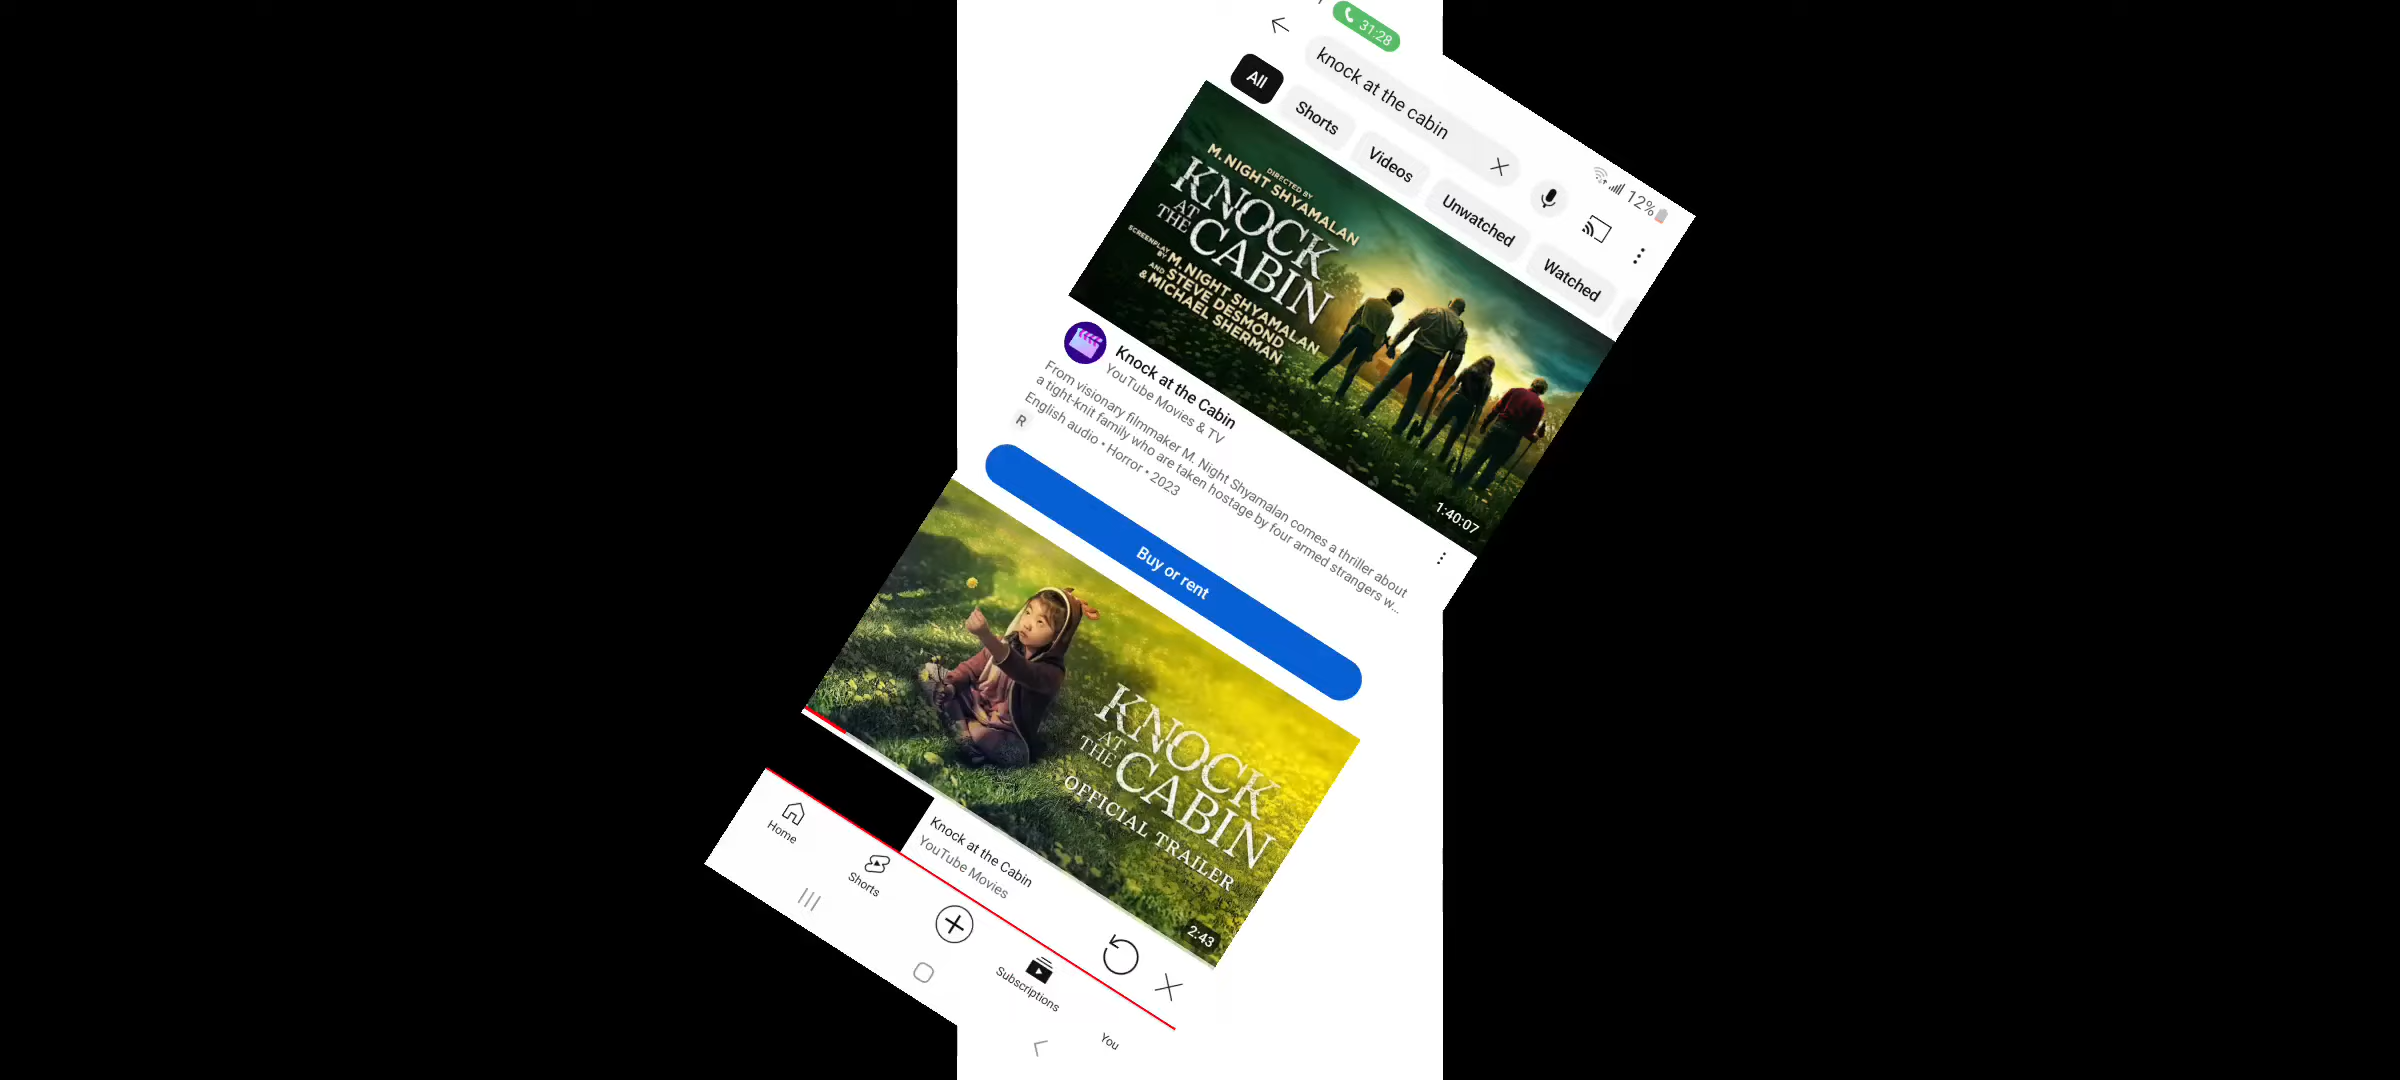 31:28
12%
knock at the cabin
All
Shorts
Videos
Unwatched
Watched
DIRECTED BY
M. NIGHT SHYAMALAN
KNOCK
AT
THE
CABIN
SCREENPLAY BY
M. NIGHT SHYAMALAN
AND STEVE DESMOND
& MICHAEL SHERMAN
1:40:07
Knock at the Cabin
YouTube Movies & TV
From visionary filmmaker M. Night Shyamalan comes a thriller about
a tight-knit family who are taken hostage by four armed strangers w...
English audio • Horror • 2023
R
Buy or rent
KNOCK
AT
THE
CABIN
OFFICIAL TRAILER
2:43
Knock at the Cabin
YouTube Movies
Home
Shorts
Subscriptions
You